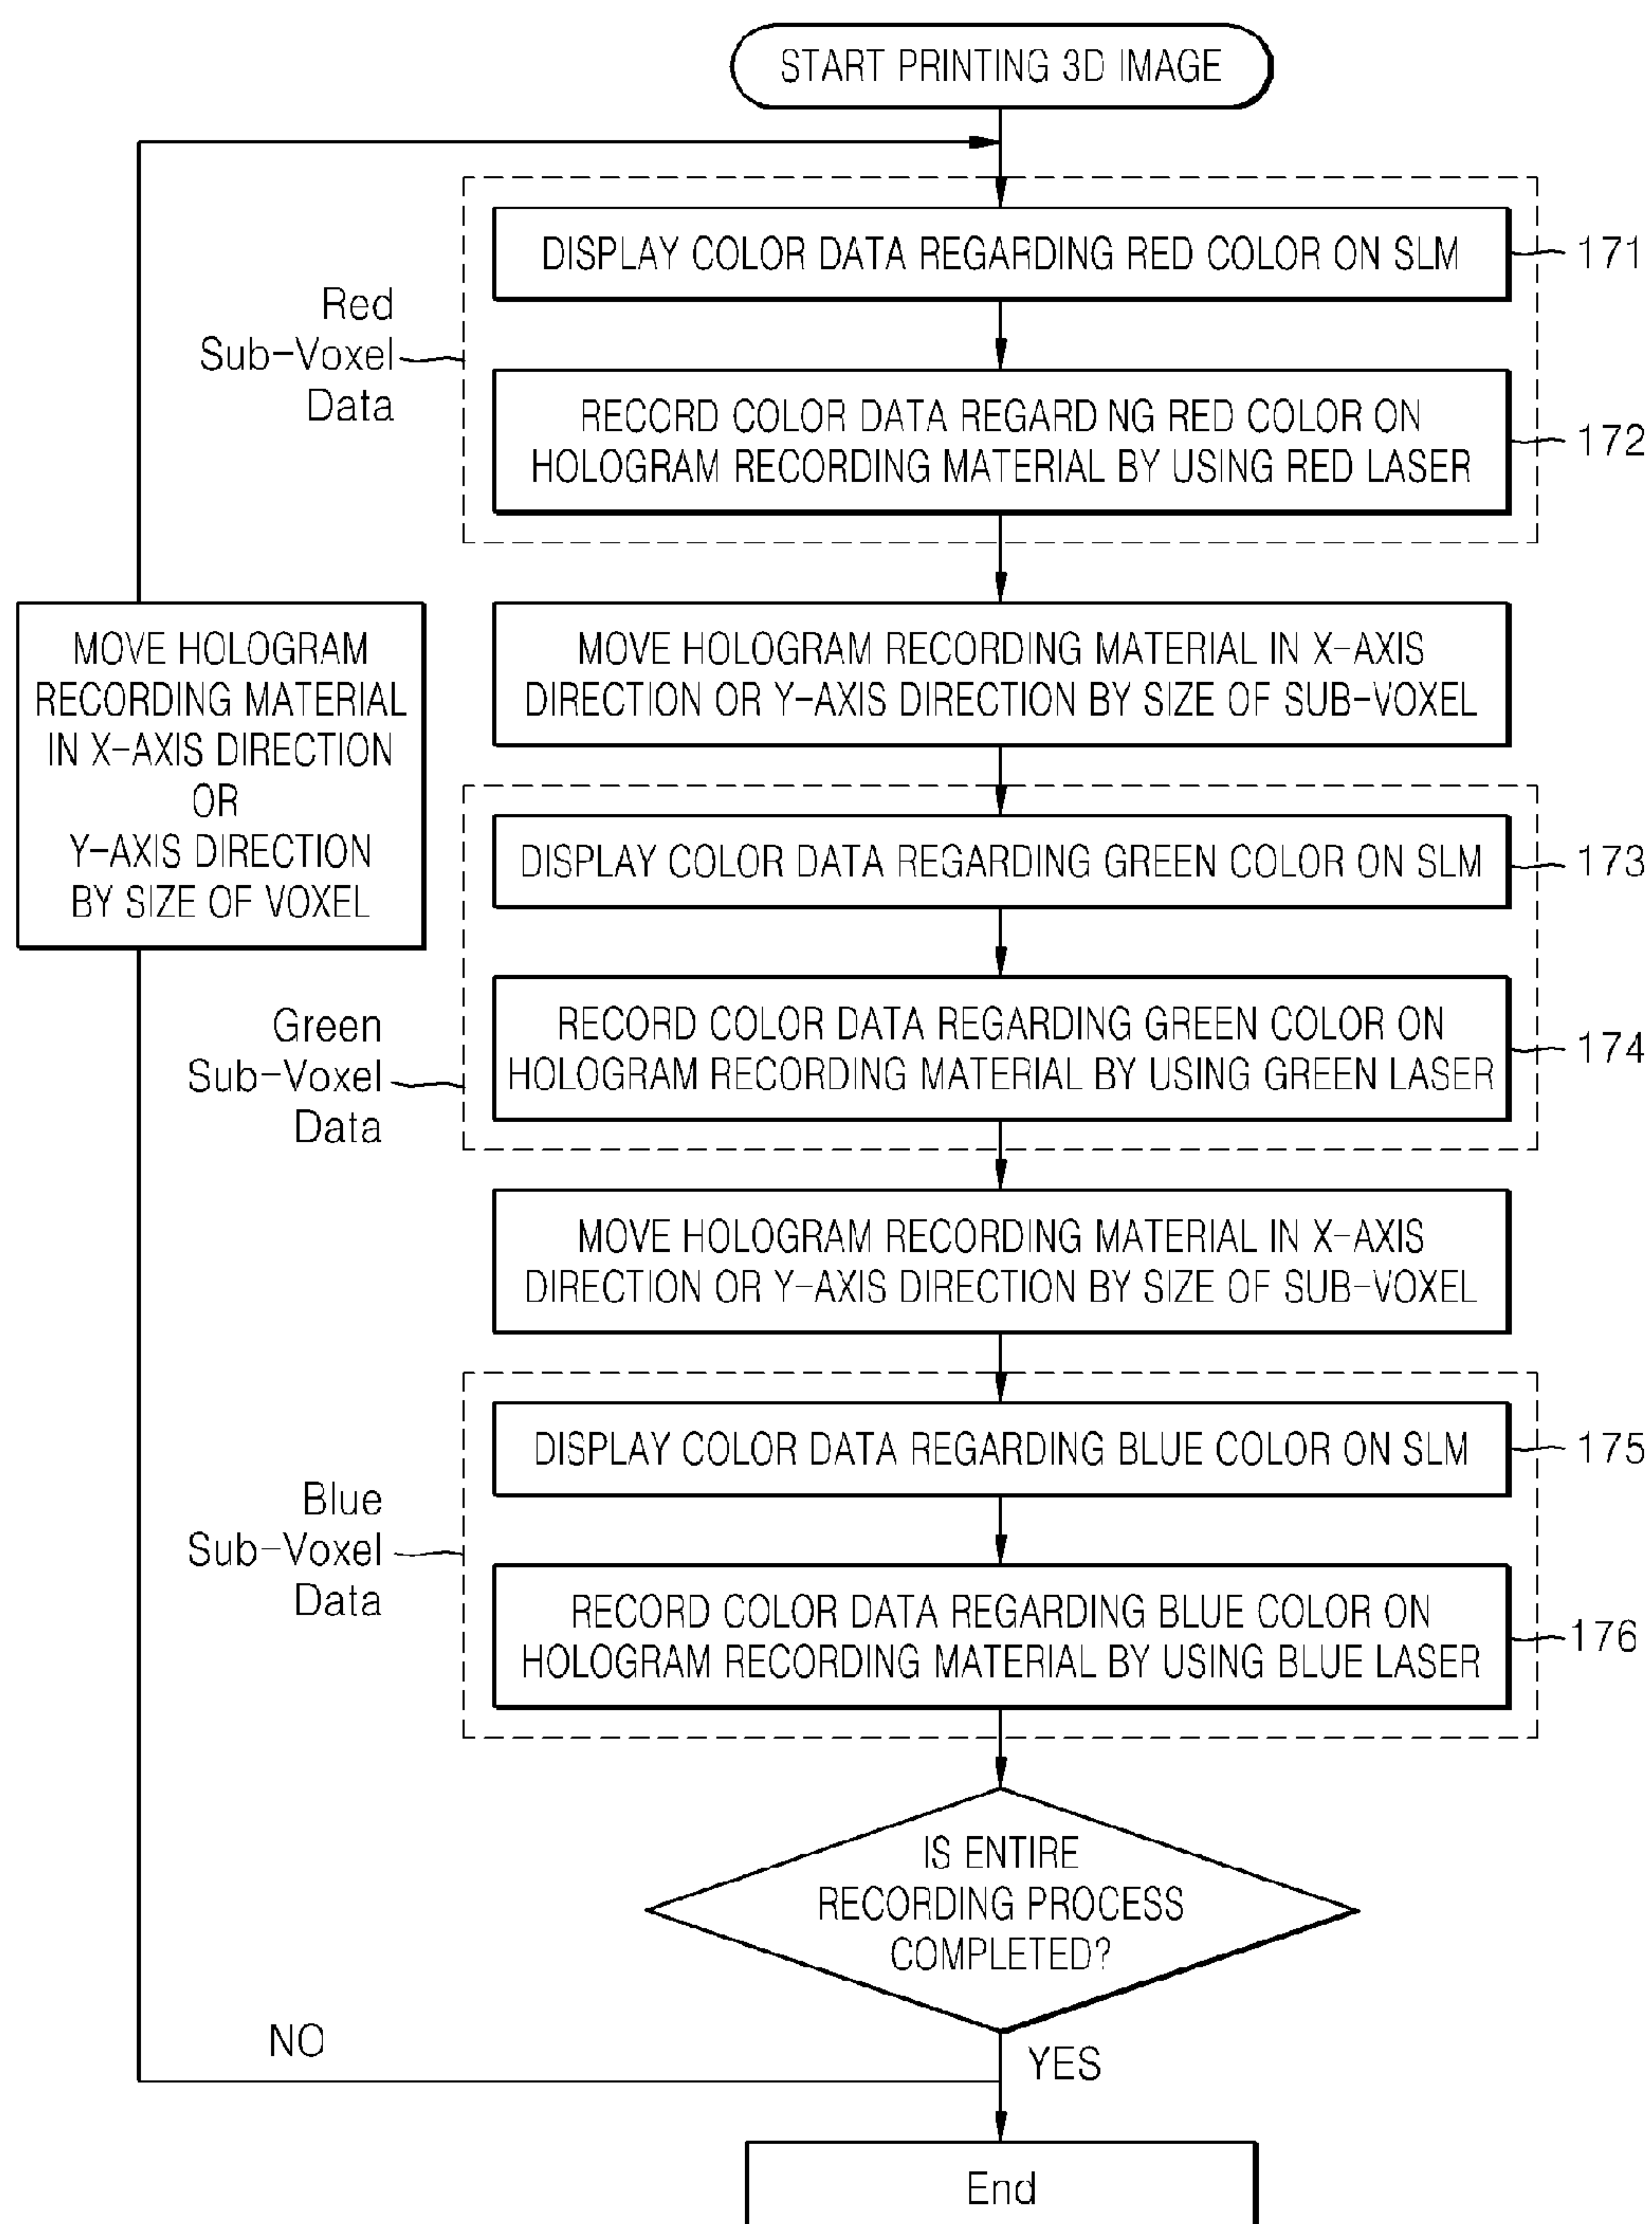 START PRINTING 3D IMAGE
DISPLAY COLOR DATA REGARDING RED COLOR ON SLM
171
Red
Sub-Voxel
Data
RECORD COLOR DATA REGARD NG RED COLOR ON
HOLOGRAM RECORDING MATERIAL BY USING RED LASER
172
MOVE HOLOGRAM
RECORDING MATERIAL
IN X-AXIS DIRECTION
OR
Y-AXIS DIRECTION
BY SIZE OF VOXEL
MOVE HOLOGRAM RECORDING MATERIAL IN X-AXIS
DIRECTION OR Y-AXIS DIRECTION BY SIZE OF SUB-VOXEL
DISPLAY COLOR DATA REGARDING GREEN COLOR ON SLM
173
Green
Sub-Voxel
Data
RECORD COLOR DATA REGARDING GREEN COLOR ON
HOLOGRAM RECORDING MATERIAL BY USING GREEN LASER
174
MOVE HOLOGRAM RECORDING MATERIAL IN X-AXIS
DIRECTION OR Y-AXIS DIRECTION BY SIZE OF SUB-VOXEL
DISPLAY COLOR DATA REGARDING BLUE COLOR ON SLM
175
Blue
Sub-Voxel
Data
RECORD COLOR DATA REGARDING BLUE COLOR ON
HOLOGRAM RECORDING MATERIAL BY USING BLUE LASER
176
IS ENTIRE
RECORDING PROCESS
COMPLETED?
NO
YES
End